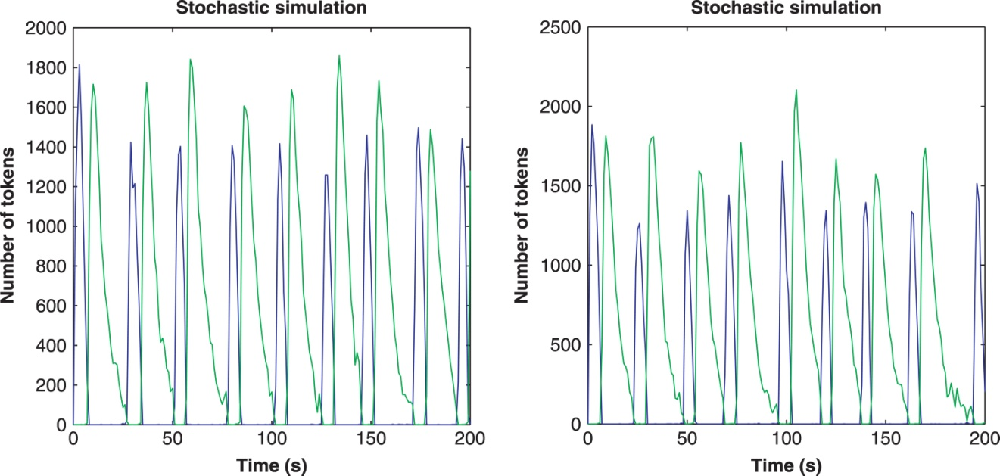 Stochastic simulation
2000
1800
1600
1400
1200
1000
800
600
400
200
0
Number of tokens
0 50 100 150 200
Time (s)
Stochastic simulation
2500
2000
1500
1000
500
0
Number of tokens
0 50 100 150 200
Time (s)